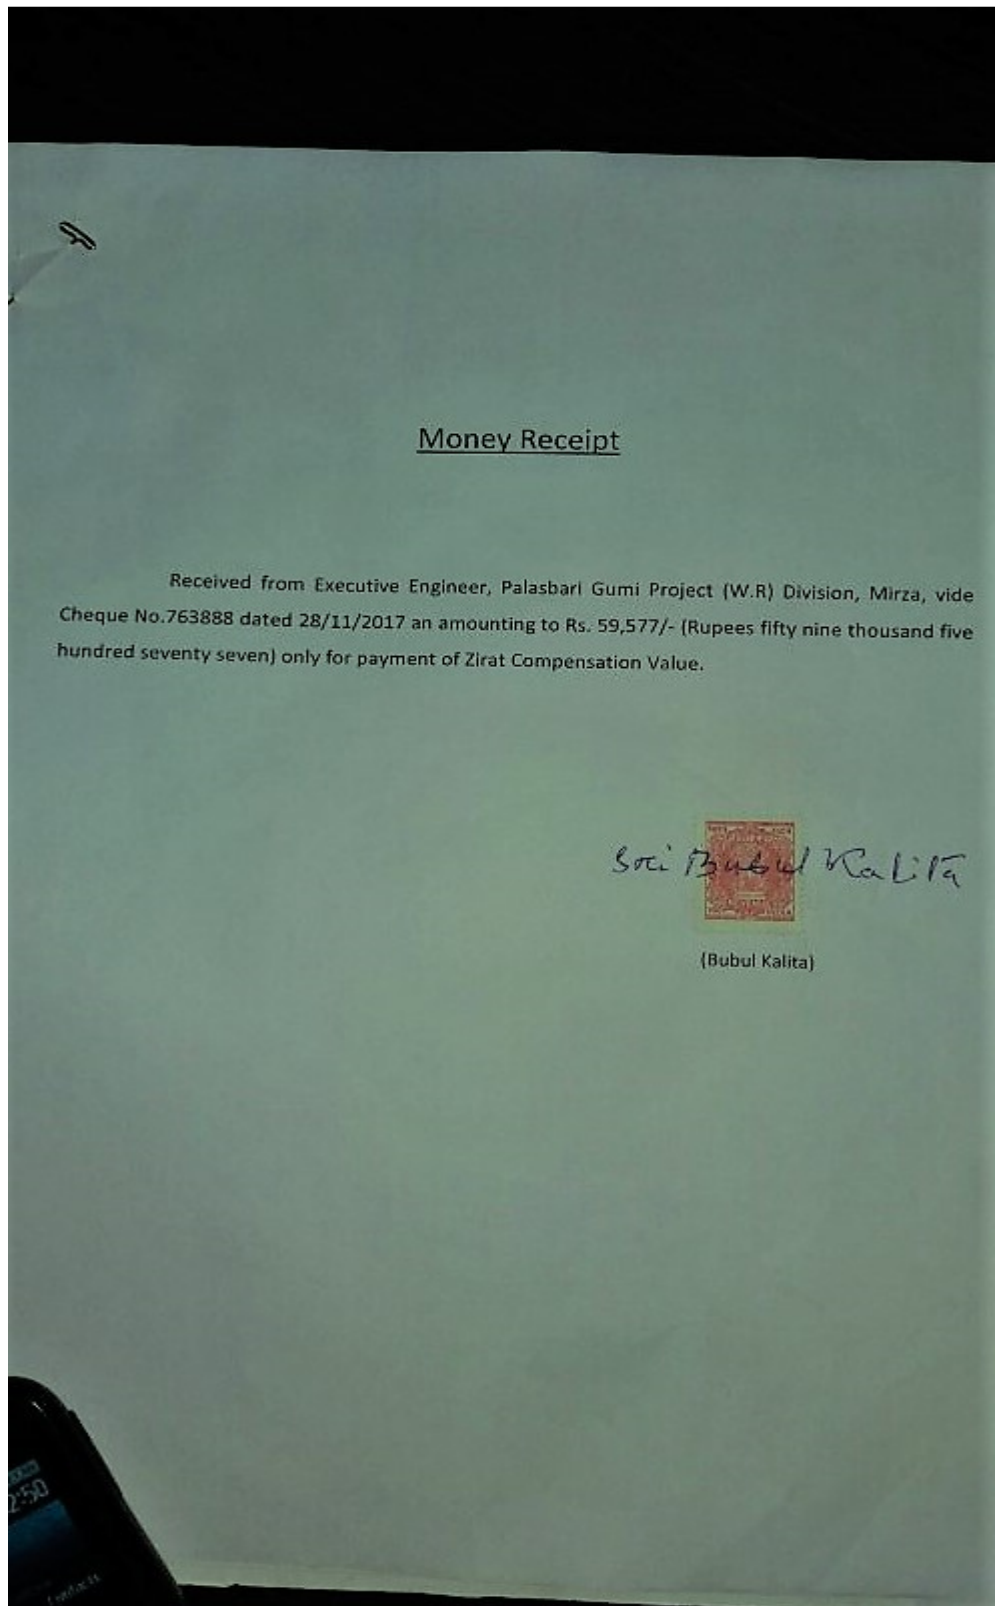 Money Receipt
Received from Executive Engineer, Palasbari Gumi Project (W.R) Division, Mirza, vide
Cheque No.763888 dated 28/11/2017 an amounting to Rs. 59,577/- (Rupees fifty nine thousand five
hundred seventy seven) only for payment of Zirat Compensation Value.
Sri Bubul Kalita
(Bubul Kalita)
2:50